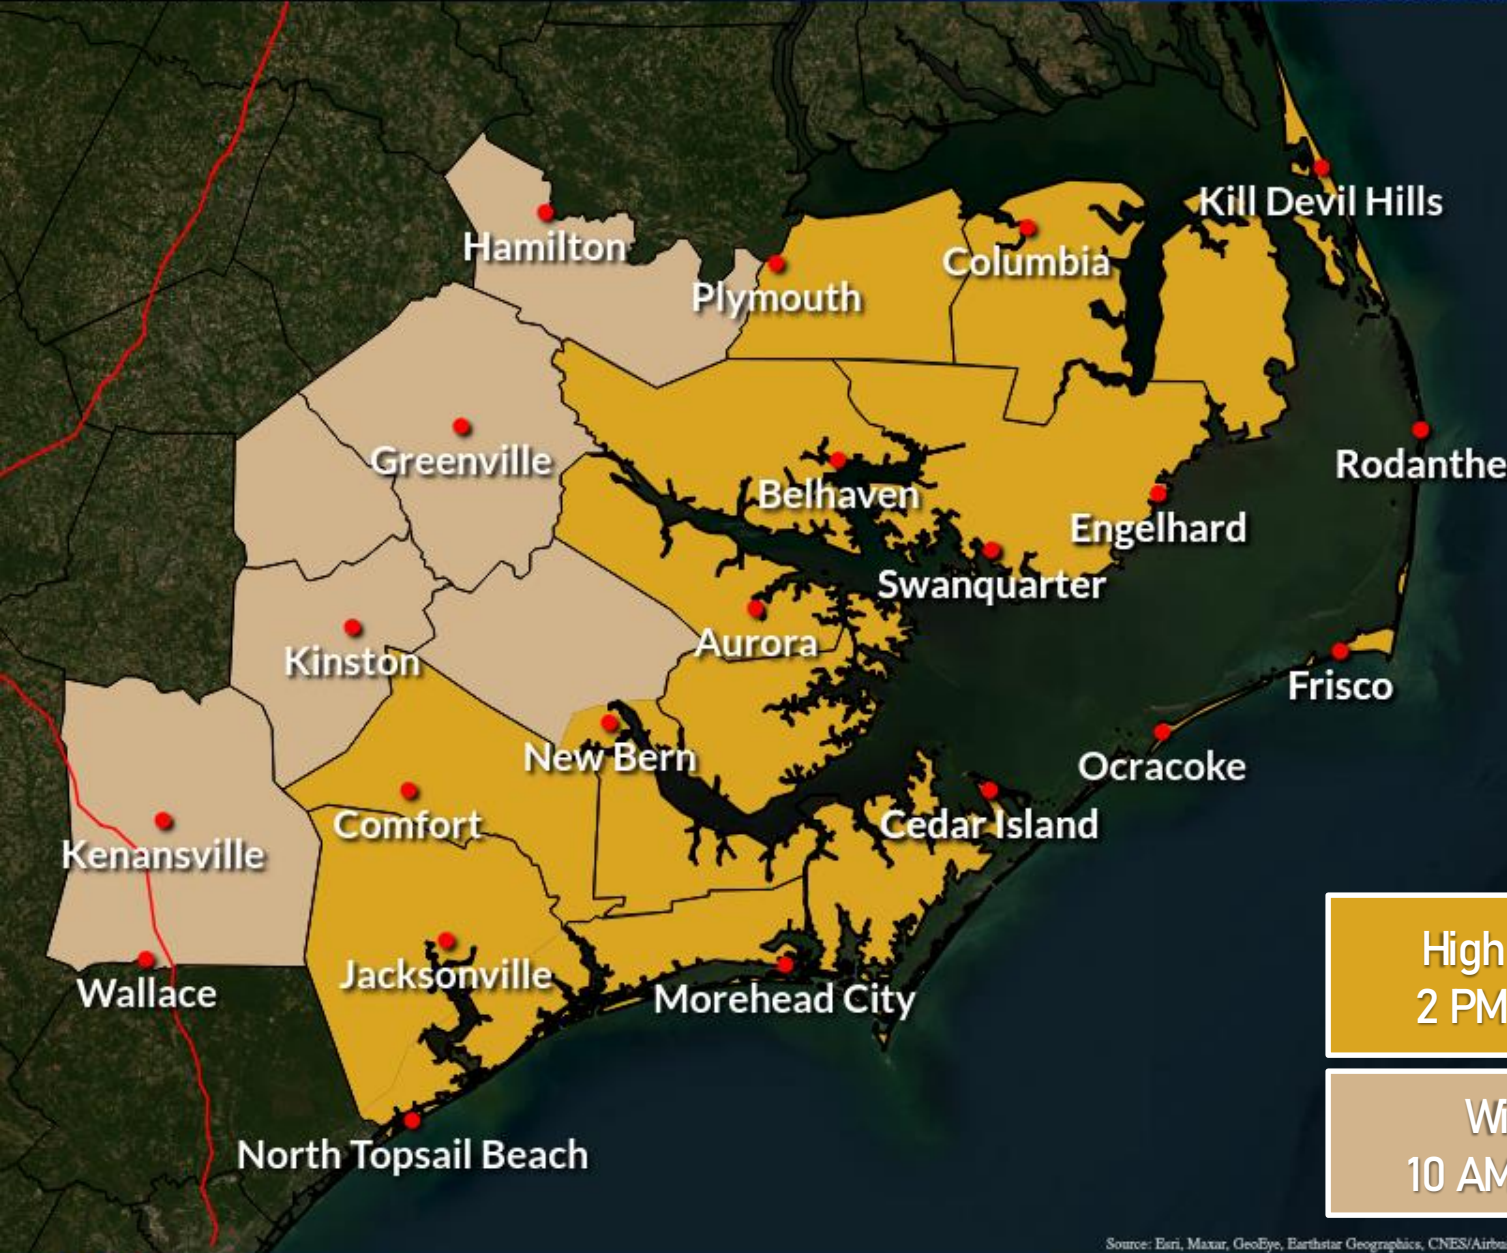 Kill Devil Hills
Hamilton
Columbia
Plymouth
Greenville
Rodanthe
Belhaven
Engelhard
Swanquarter
Aurora
Kinston
Frisco
New Bern
Ocracoke
Comfort
Cedar Island
Kenansville
High
2 PM
Jacksonville
Wallace
Morehead City
Wi
10 AM
North Topsail Beach
Source: Esri, Maxar, GeoEye, Earthstar Geographics, CNES/Airbu